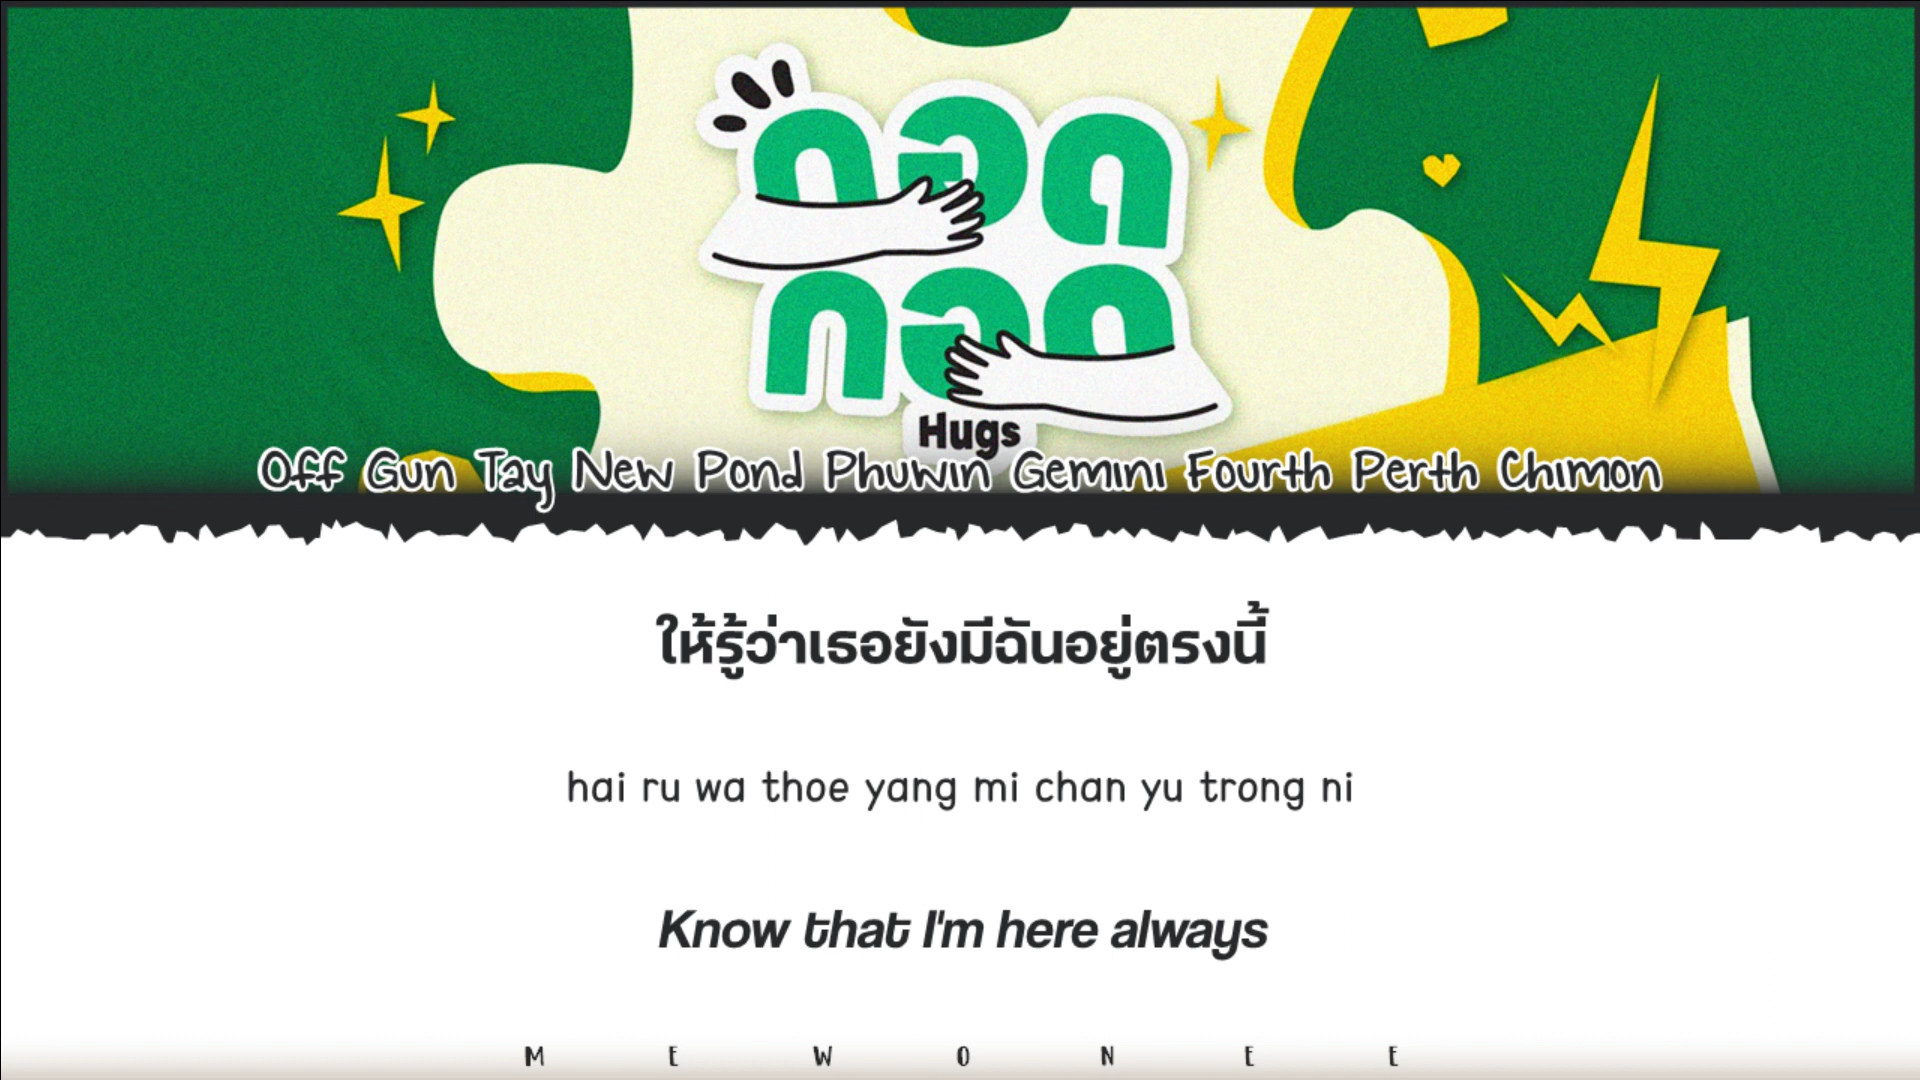 กอด
กอด
Hugs
Off Gun Tay New Pond Phuwin Gemini Fourth Perth Chimon
ให้รู้ว่าเธอยังมีฉันอยู่ตรงนี้
hai ru wa thoe yang mi chan yu trong ni
Know that I'm here always
M E W O N E E